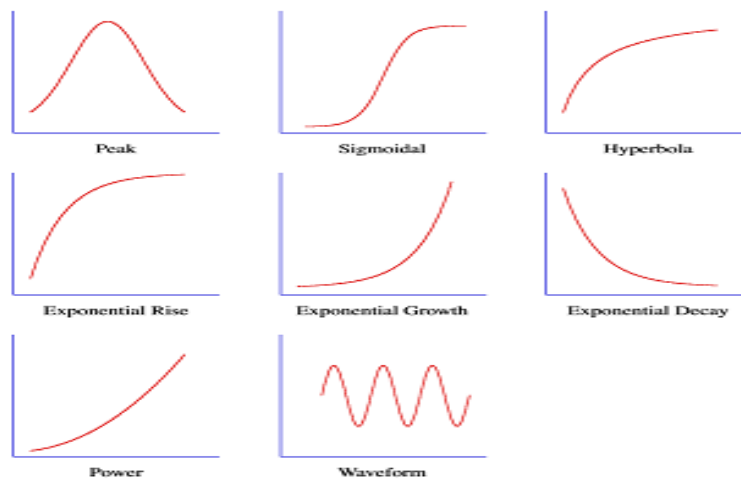 Peak
Sigmoidal
Hyperbola
Exponential Rise
Exponential Growth
Exponential Decay
Power
Waveform